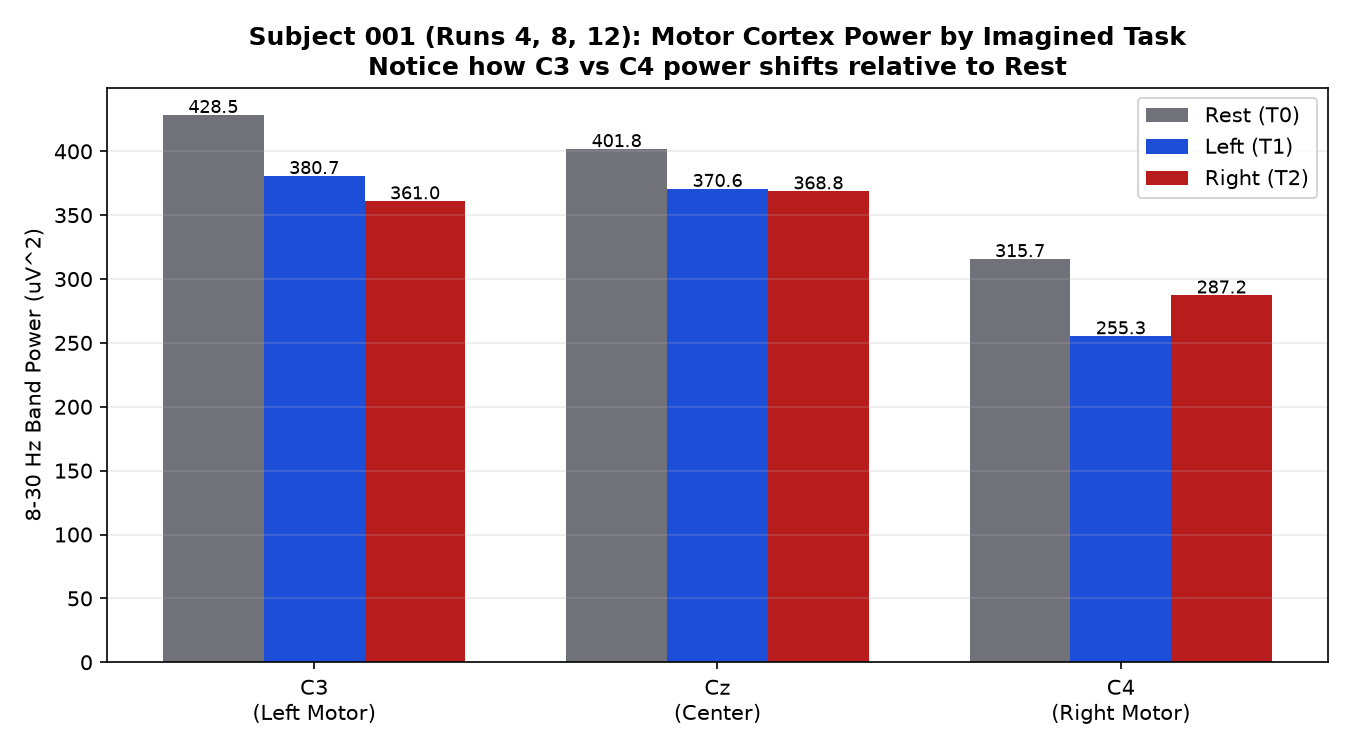 Subject 001 (Runs 4, 8, 12): Motor Cortex Power by Imagined Task
Notice how C3 vs C4 power shifts relative to Rest
8-30 Hz Band Power (uV^2)
400
350
300
250
200
150
100
50
0
428.5
380.7
361.0
401.8
370.6
368.8
315.7
255.3
287.2
Rest (T0)
Left (T1)
Right (T2)
C3
(Left Motor)
Cz
(Center)
C4
(Right Motor)